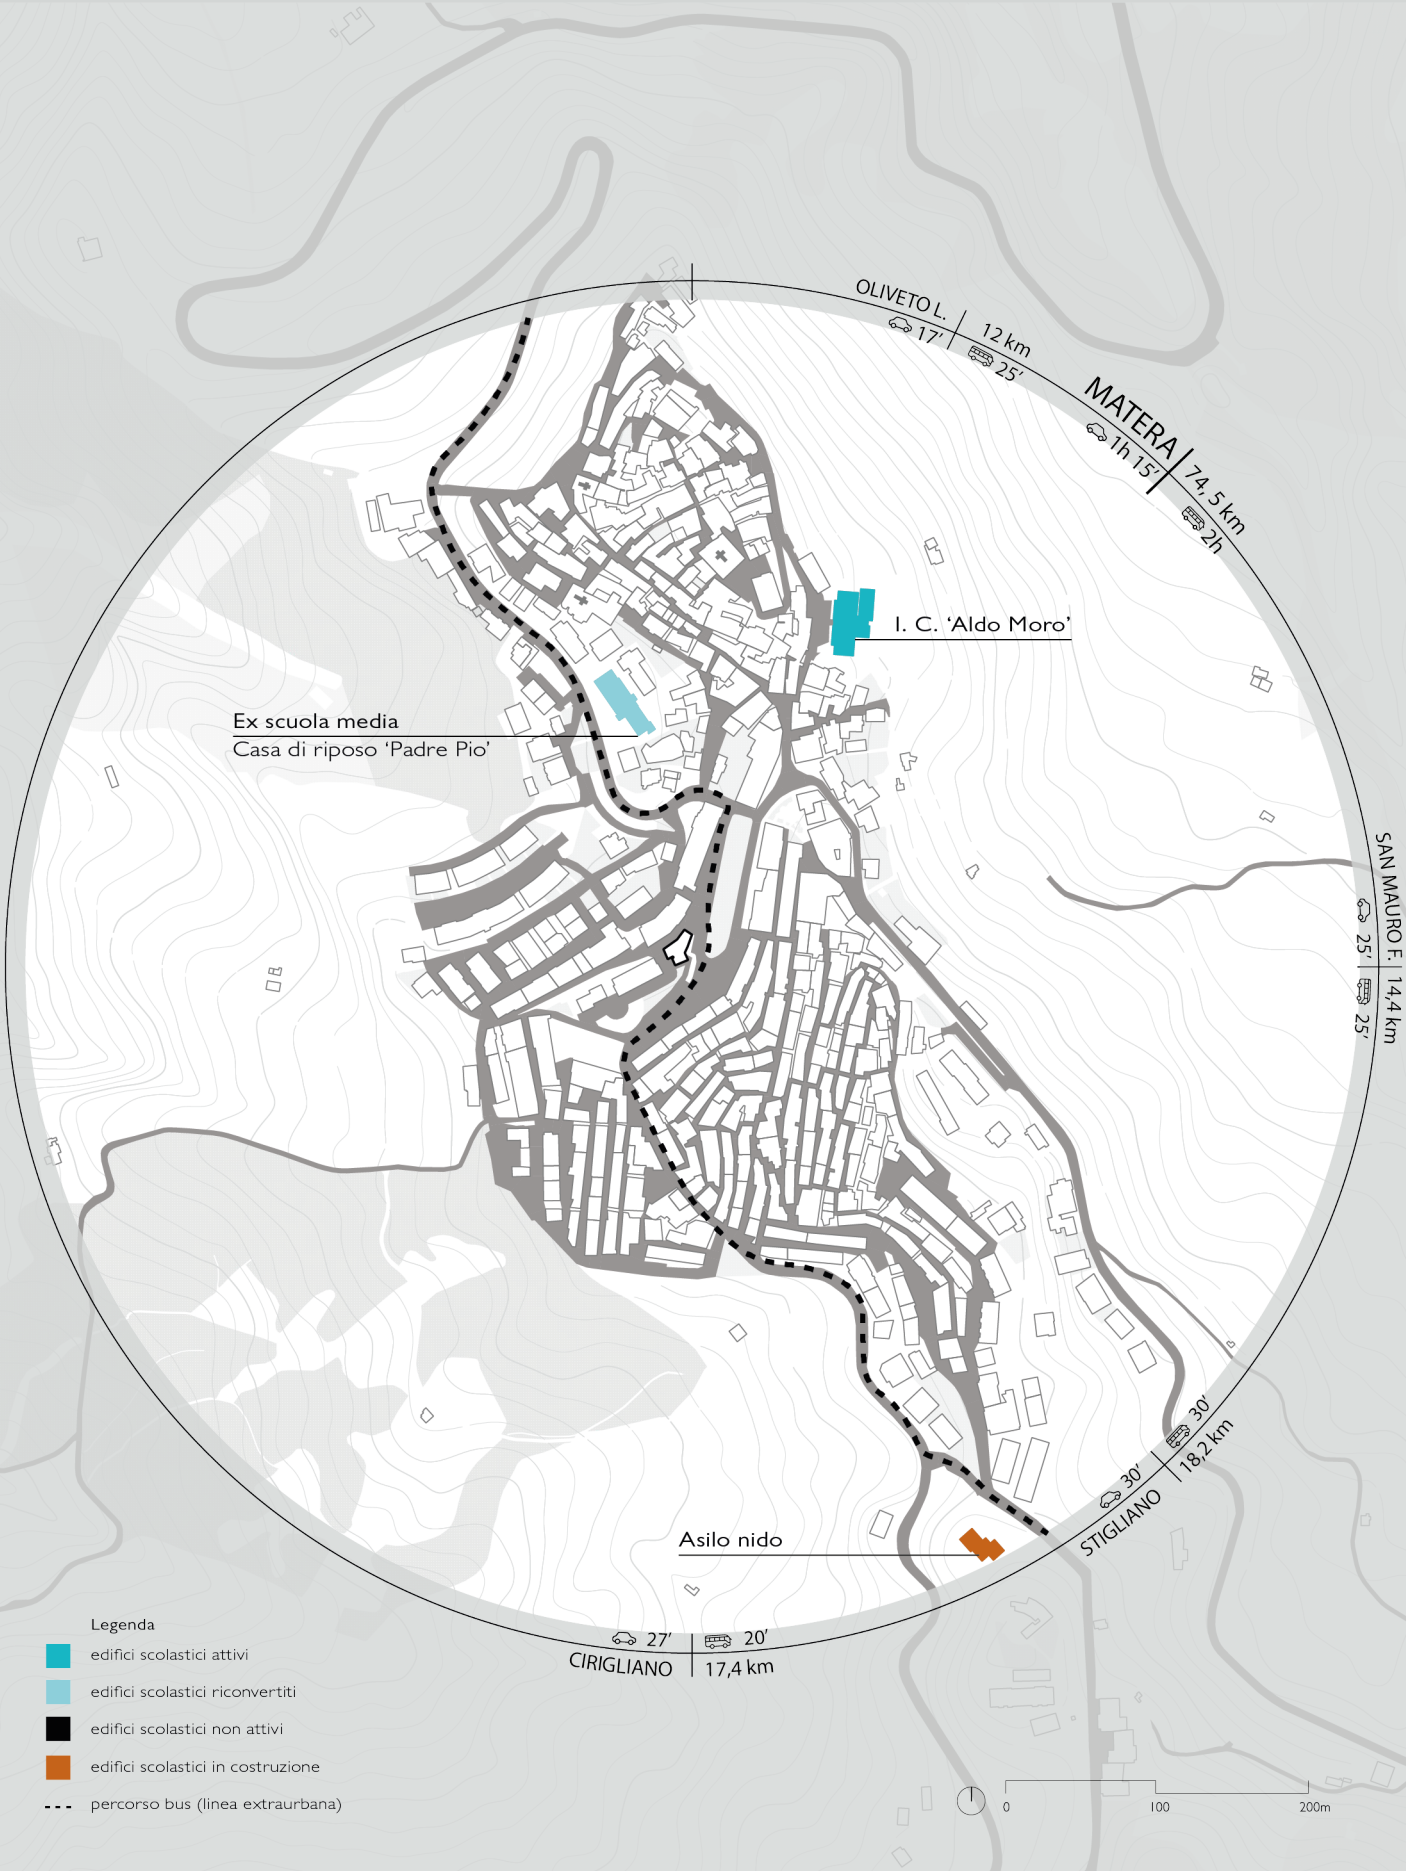 OLIVETO L.
17’
12 km
25’
MATERA
1h 15’
74, 5 km
2h
I. C. ‘Aldo Moro’
Ex scuola media
Casa di riposo ‘Padre Pio’
SAN MAURO F.
25’
14,4 km
25’
30’
18,2 km
30’
STIGLIANO
Asilo nido
27’
20’
CIRIGLIANO
17,4 km
Legenda
edifici scolastici attivi
edifici scolastici riconvertiti
edifici scolastici non attivi
edifici scolastici in costruzione
percorso bus (linea extraurbana)
0 100 200m